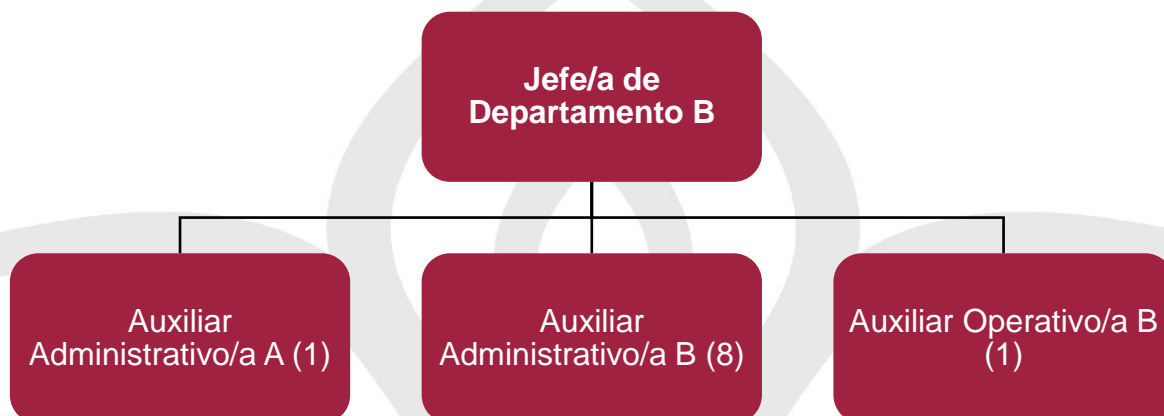 Jefe/a de
Departamento B
Auxiliar
Administrativo/a A (1)
Auxiliar
Administrativo/a B (8)
Auxiliar Operativo/a B
(1)